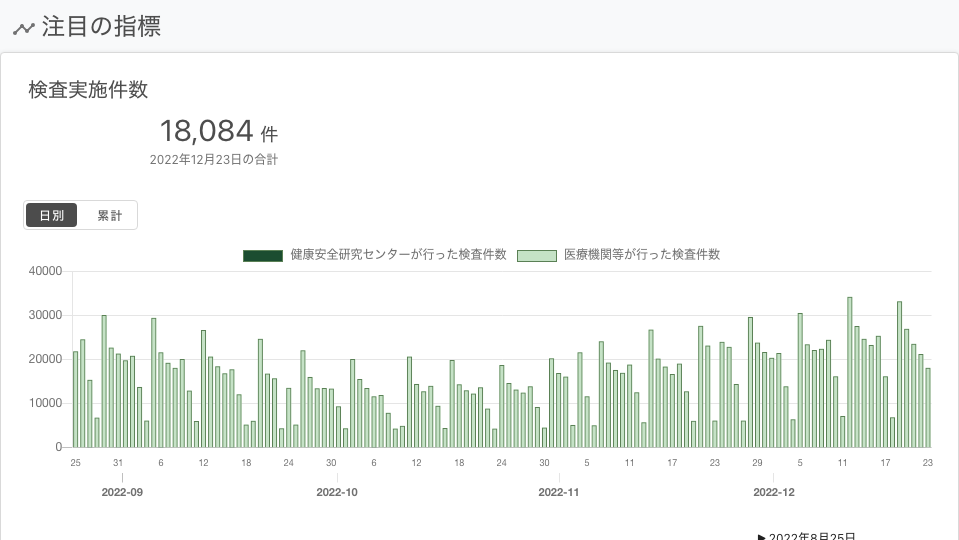 注目の指標
検査実施件数
18,084 件
2022年12月23日の合計
日別 累計
健康安全研究センターが行った検査件数 医療機関等が行った検査件数
40000
30000
20000
10000
0
25 31 6 12 18 24 30 6 12 18 24 30 5 11 17 23 29 5 11 17 23
2022-09 2022-10 2022-11 2022-12
▶ 2022年8月25日